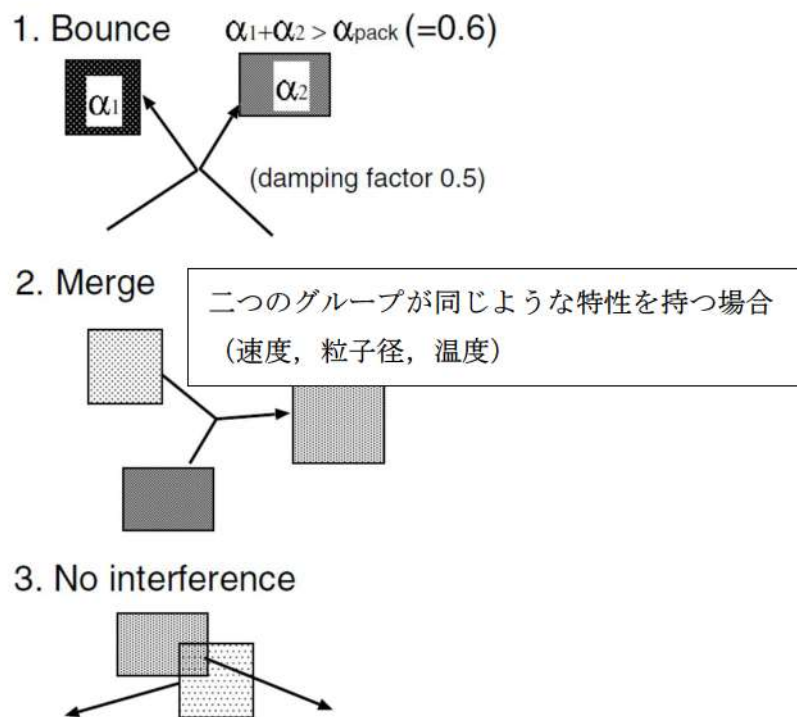 1. Bounce α1+α2 > αpack (=0.6)
α1 α2
(damping factor 0.5)
2. Merge
二つのグループが同じような特性を持つ場合
（速度，粒子径，温度）
3. No interference